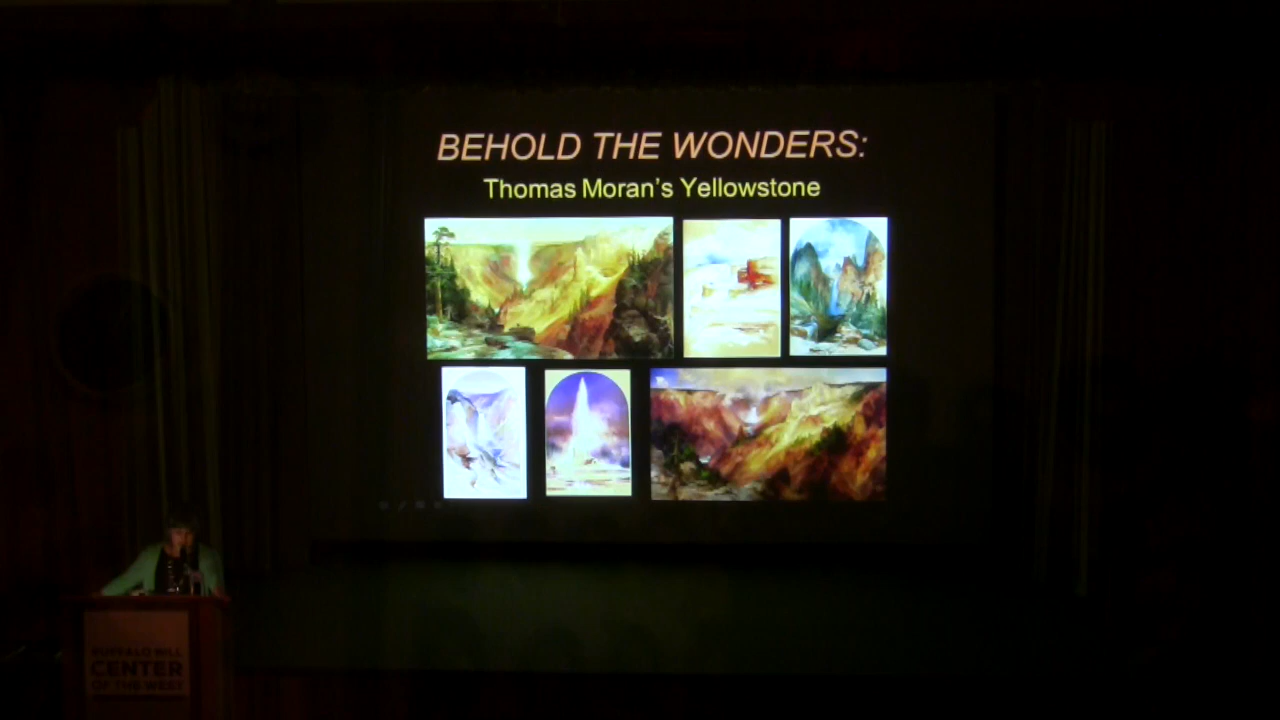 BEHOLD THE WONDERS:
Thomas Moran's Yellowstone
BUFFALO BILL
CENTER
OF THE WEST